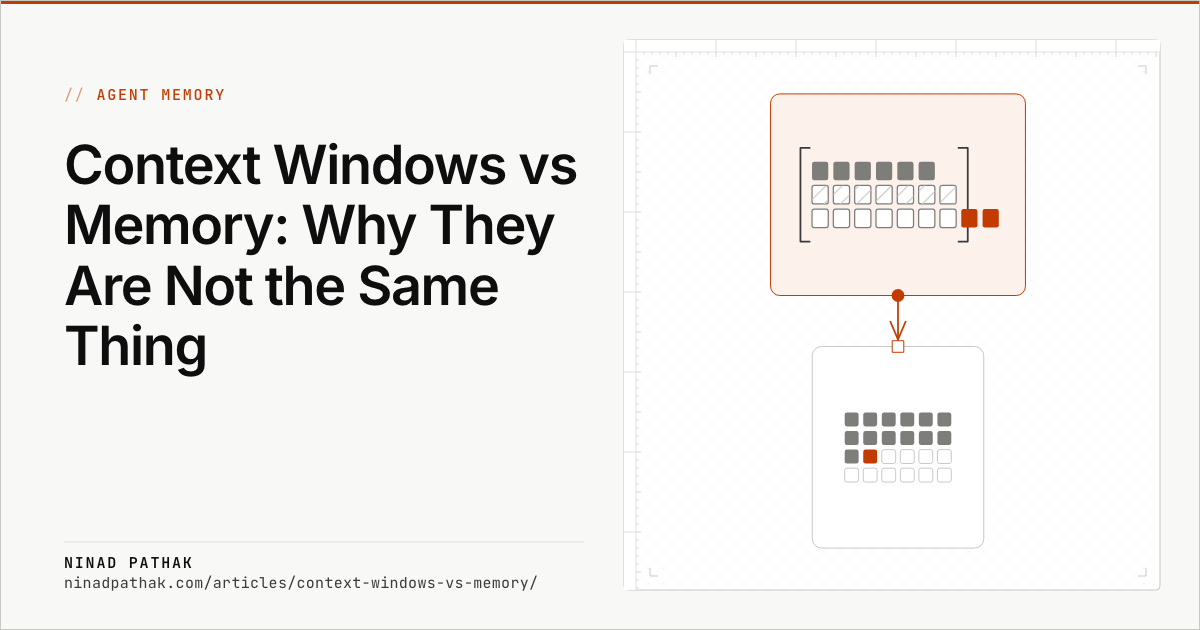 // AGENT MEMORY
Context Windows vs
Memory: Why They
Are Not the Same
Thing
NINAD PATHAK
ninadpathak.com/articles/context-windows-vs-memory/